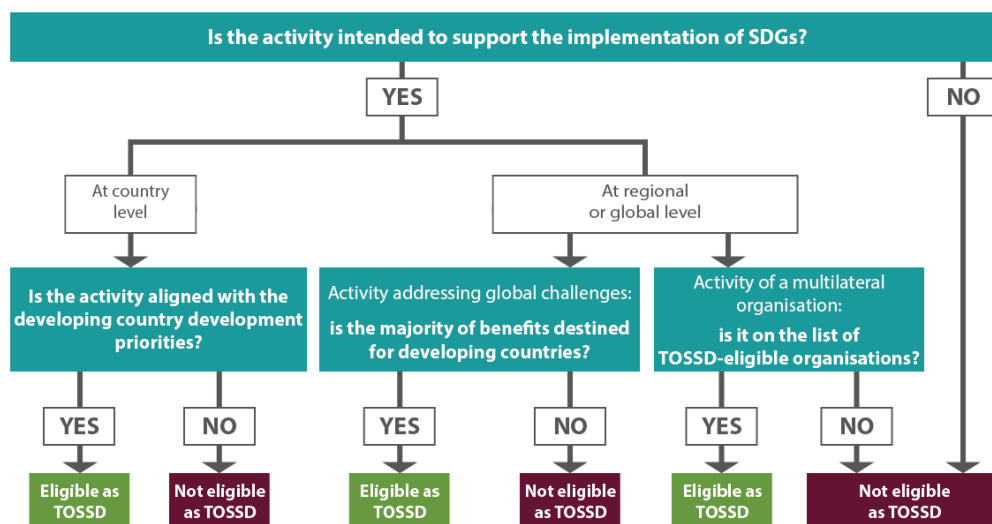 Is the activity intended to support the implementation of SDGs?
YES
NO
At country
level
At regional
or global level
Is the activity aligned with the
developing country development
priorities?
Activity addressing global challenges:
is the majority of benefits destined
for developing countries?
Activity of a multilateral
organisation:
is it on the list of
TOSSD-eligible organisations?
YES
NO
YES
NO
YES
NO
Eligible as
TOSSD
Not eligible
as TOSSD
Eligible as
TOSSD
Not eligible
as TOSSD
Eligible as
TOSSD
Not eligible
as TOSSD